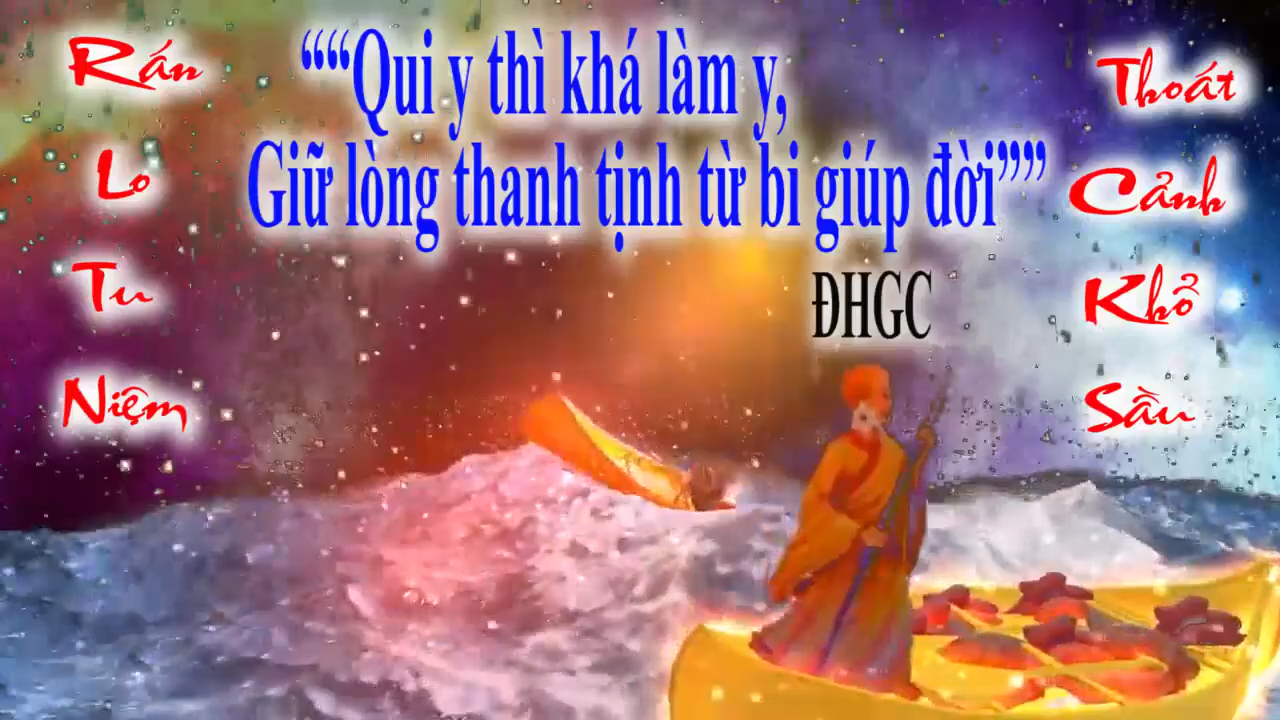 ““Qui y thì khá làm y,
Giữ lòng thanh tịnh từ bi giúp đời””
ĐHGC
Rán
Lo
Tu
Niệm
Thoát
Cảnh
Khổ
Sầu